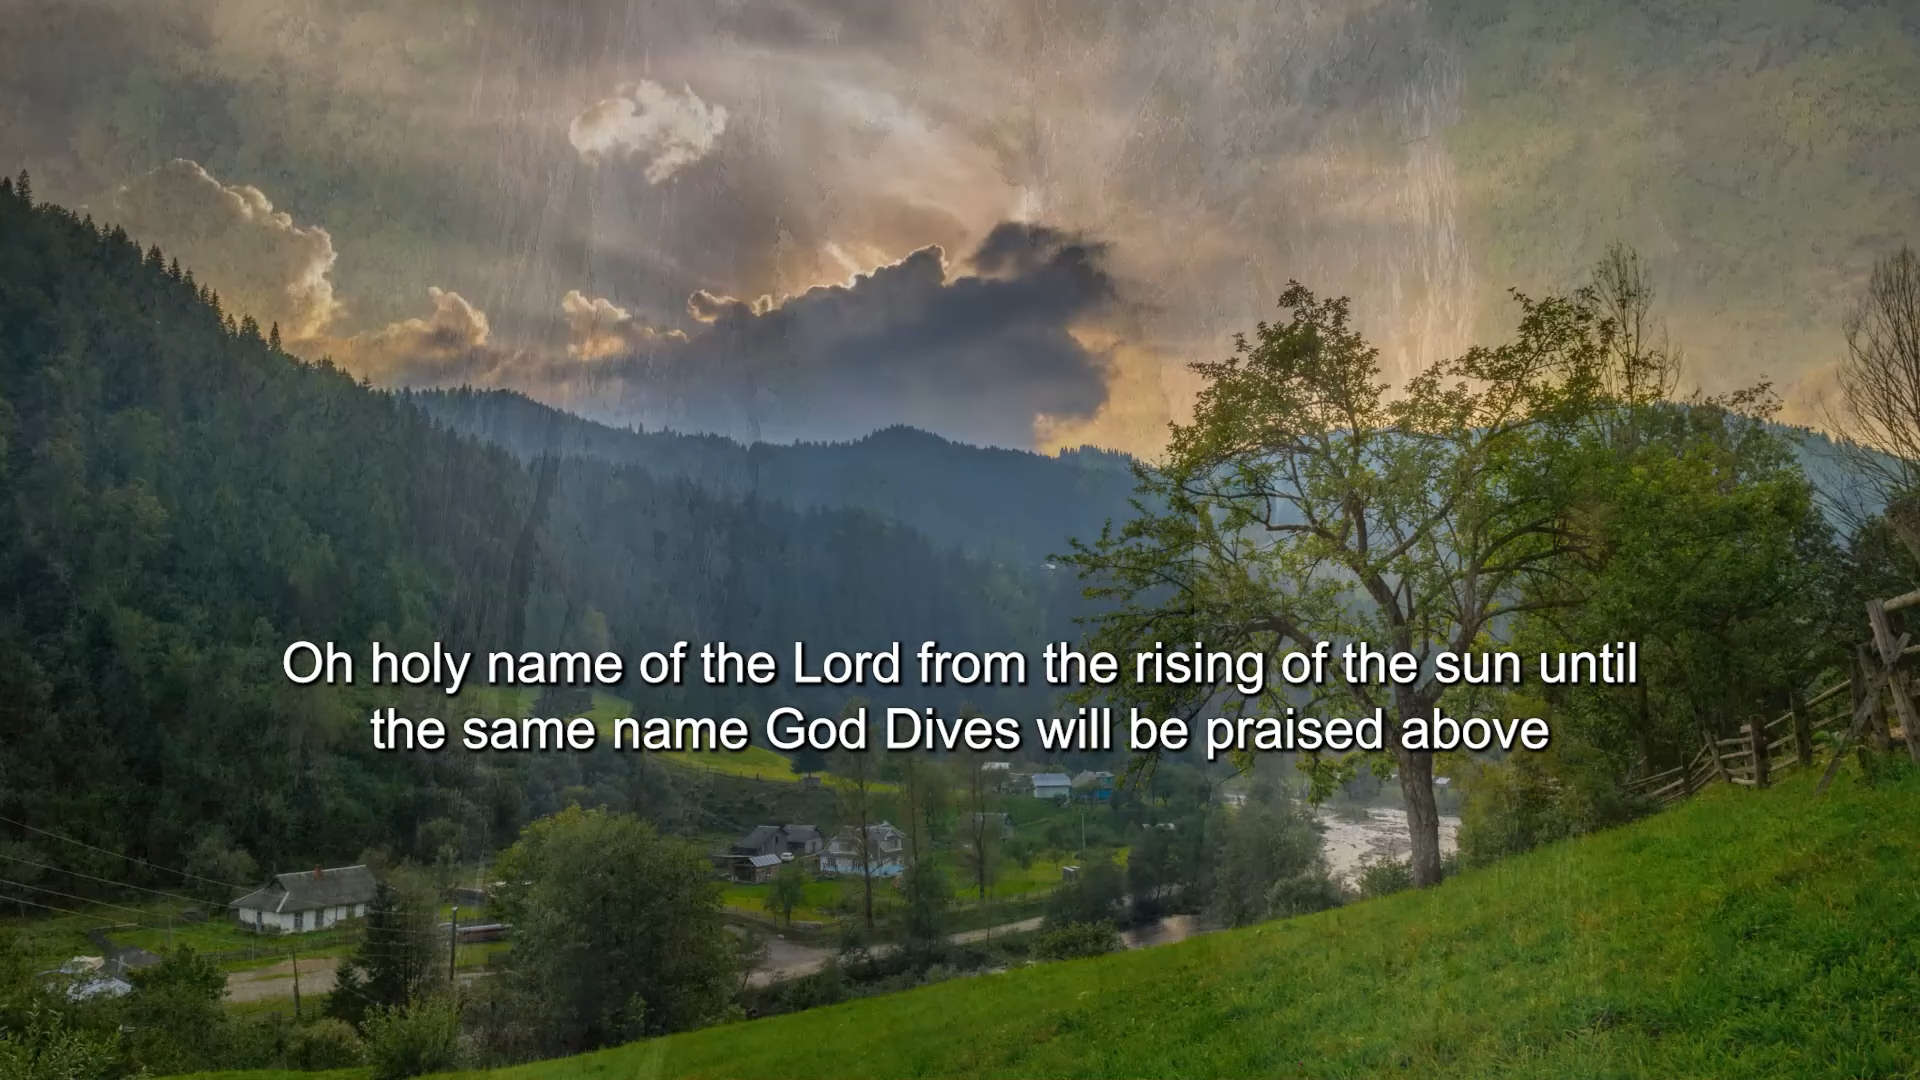 Oh holy name of the Lord from the rising of the sun until
the same name God Dives will be praised above